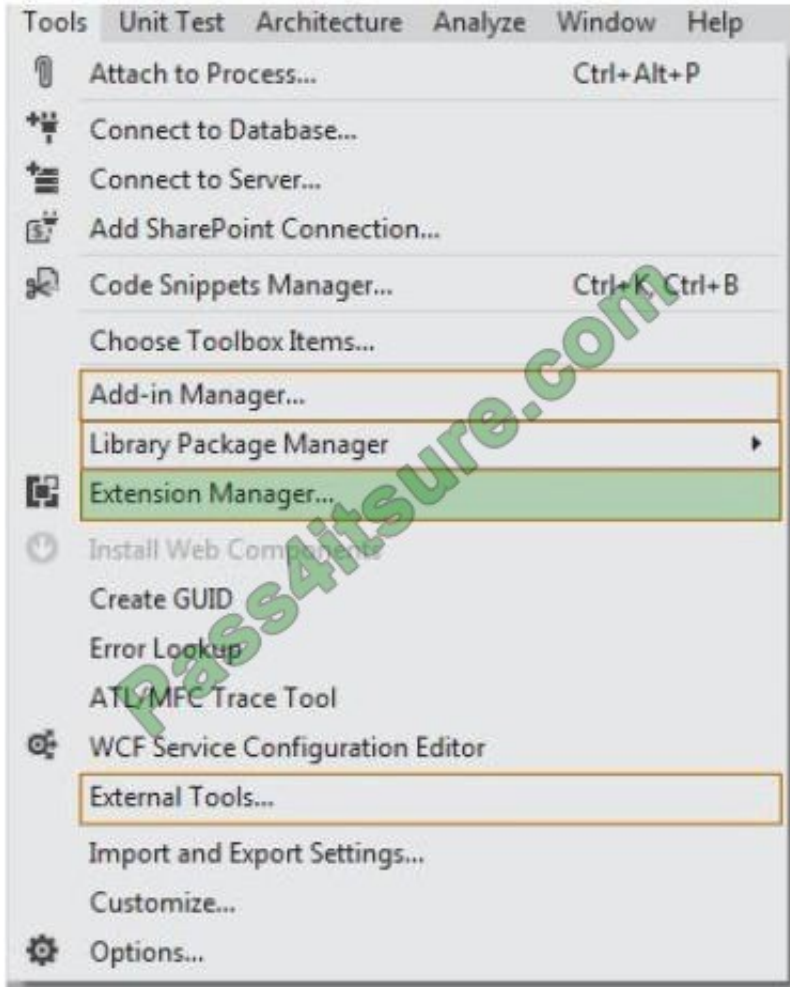 Tools Unit Test Architecture Analyze Window Help
Attach to Process... Ctrl+Alt+P
Connect to Database...
Connect to Server...
Add SharePoint Connection...
Code Snippets Manager... Ctrl+K, Ctrl+B
Choose Toolbox Items...
Add-in Manager...
Library Package Manager
Extension Manager...
Install Web Components
Create GUID
Error Lookup
ATL/MFC Trace Tool
WCF Service Configuration Editor
External Tools...
Import and Export Settings...
Customize...
Options...
Pass4itsure.com